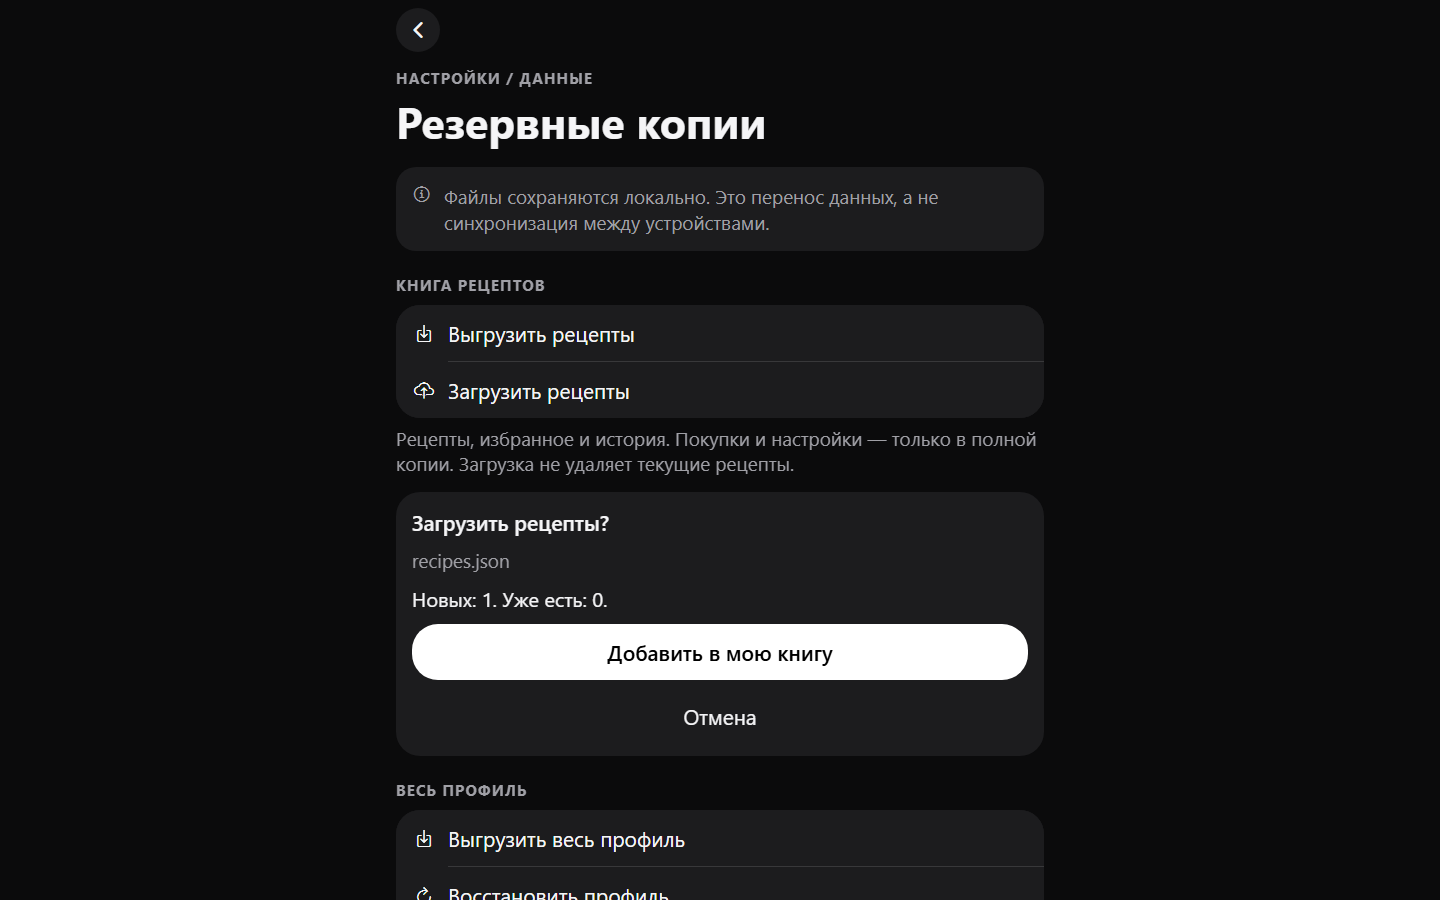 НАСТРОЙКИ / ДАННЫЕ
Резервные копии
Файлы сохраняются локально. Это перенос данных, а не
синхронизация между устройствами.
КНИГА РЕЦЕПТОВ
Выгрузить рецепты
Загрузить рецепты
Рецепты, избранное и история. Покупки и настройки — только в полной
копии. Загрузка не удаляет текущие рецепты.
Загрузить рецепты?
recipes.json
Новых: 1. Уже есть: 0.
Добавить в мою книгу
Отмена
ВЕСЬ ПРОФИЛЬ
Выгрузить весь профиль
Восстановить профиль